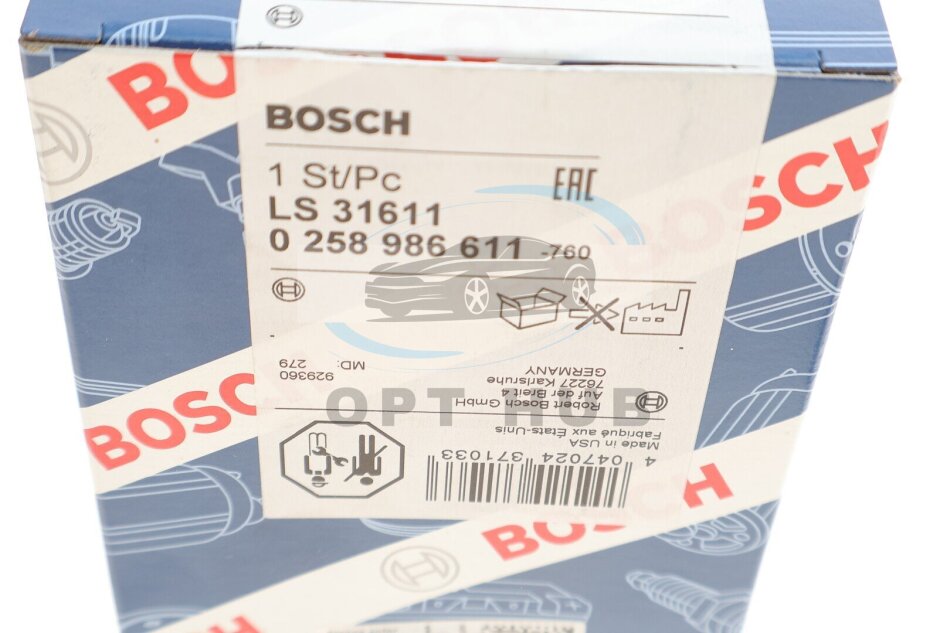 BOSCH
BOSCH
1 St/Pc
EAC
LS 31611
0 258 986 611 -760
BOSCH
MD:
929360
279
Robert Bosch GmbH
Auf der Breit 4
76227 Karlsruhe
GERMANY
OPT HUB
Made in USA
Fabriqué aux États-Unis
4 047024 371033
BOSCH
BOSCH